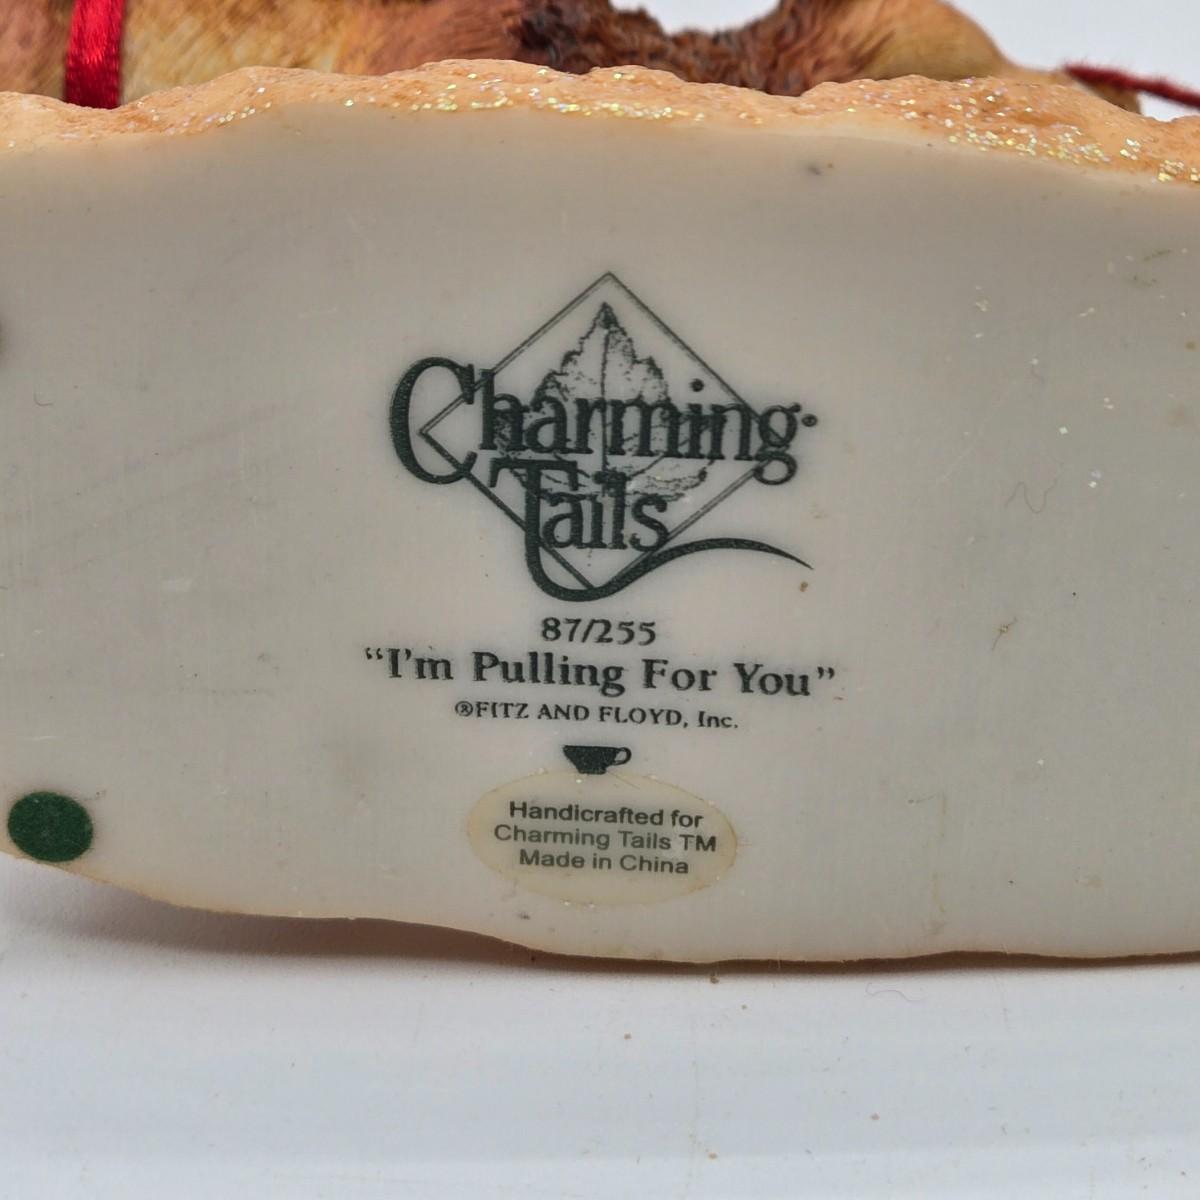 Charming
Tails
87/255
“I'm Pulling For You”
®FITZ AND FLOYD, Inc.
Handicrafted for
Charming Tails TM
Made in China